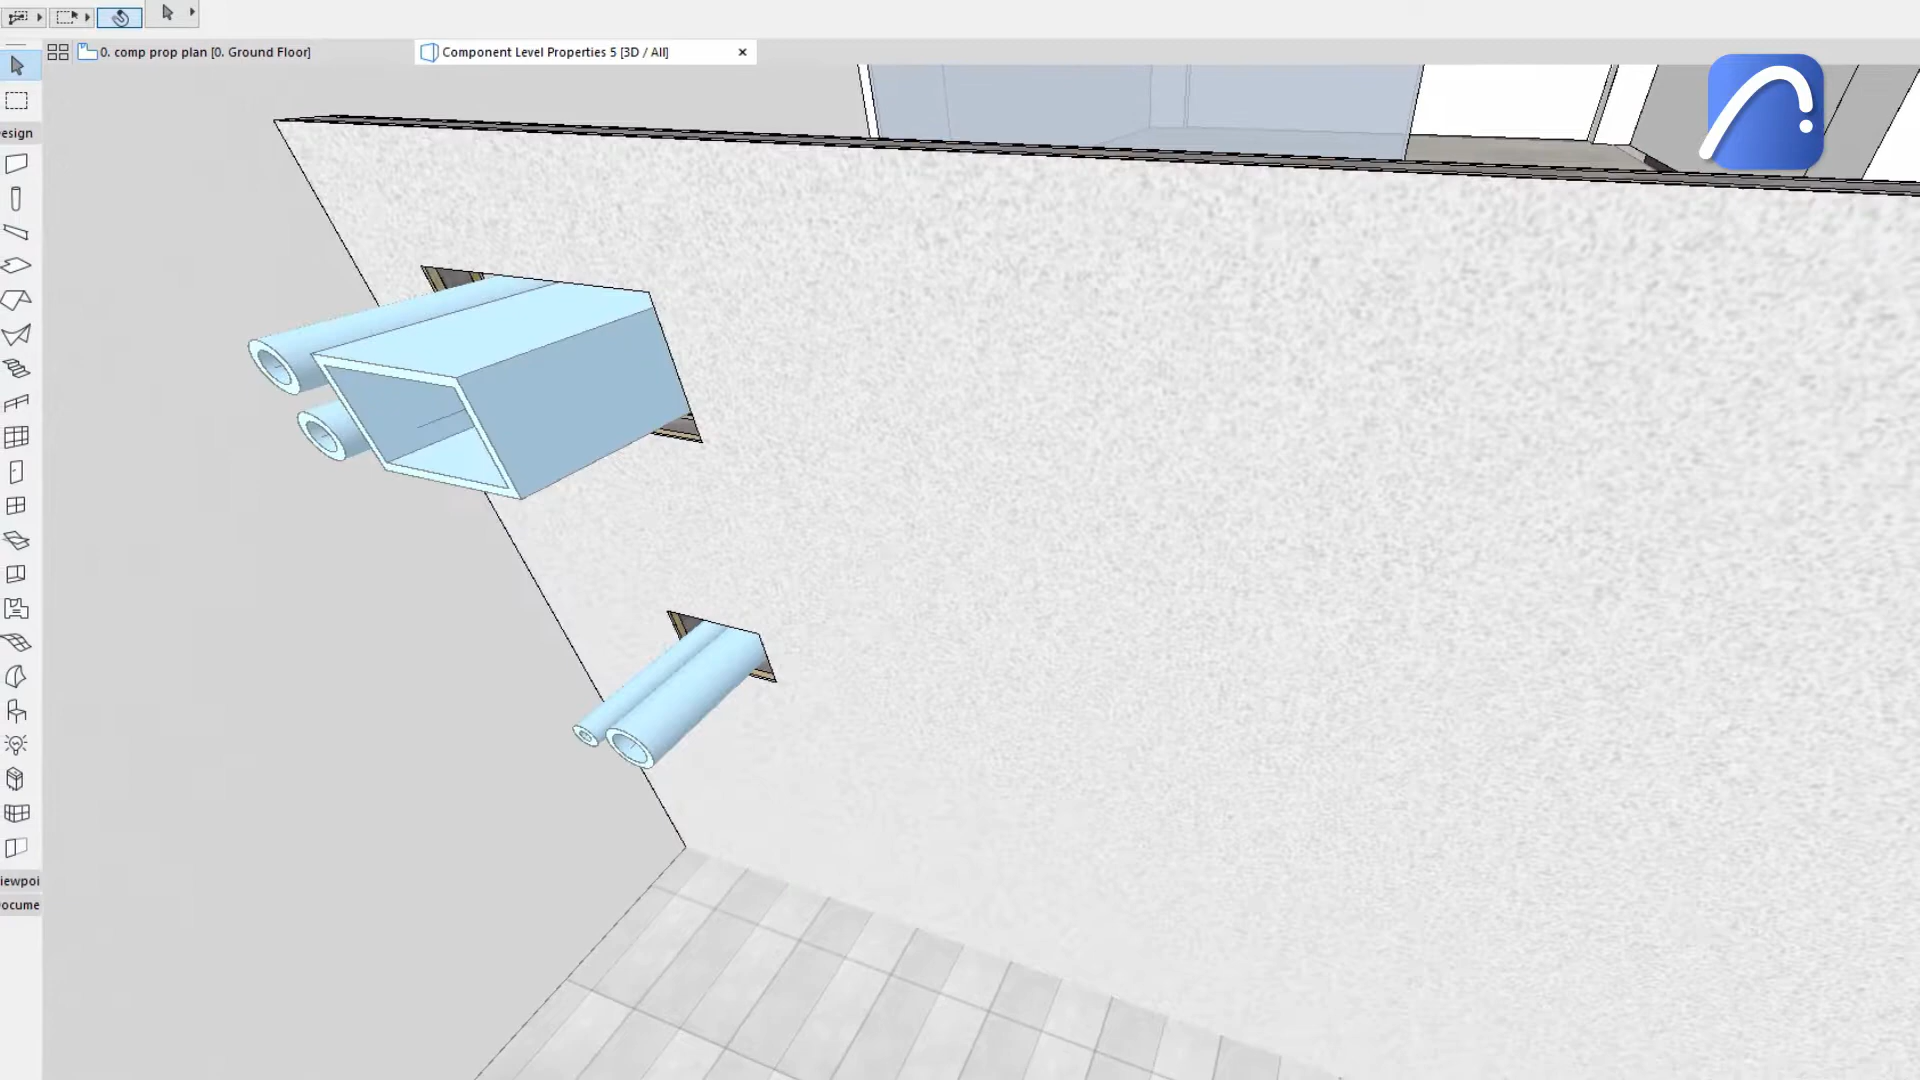 0. comp prop plan [0. Ground Floor]
Component Level Properties 5 [3D / All]
esign
iewpoi
ocume